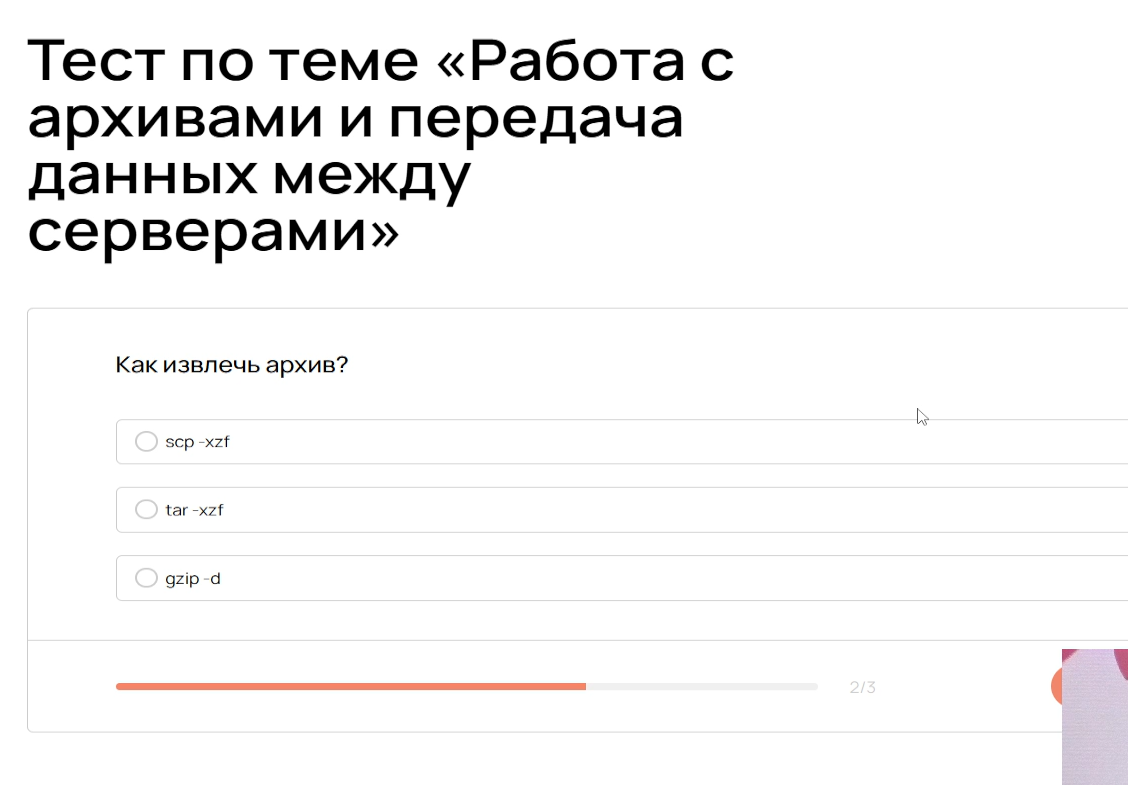 Тест по теме «Работа с
архивами и передача
данных между
серверами»
Как извлечь архив?
scp -xzf
tar -xzf
gzip -d
2/3